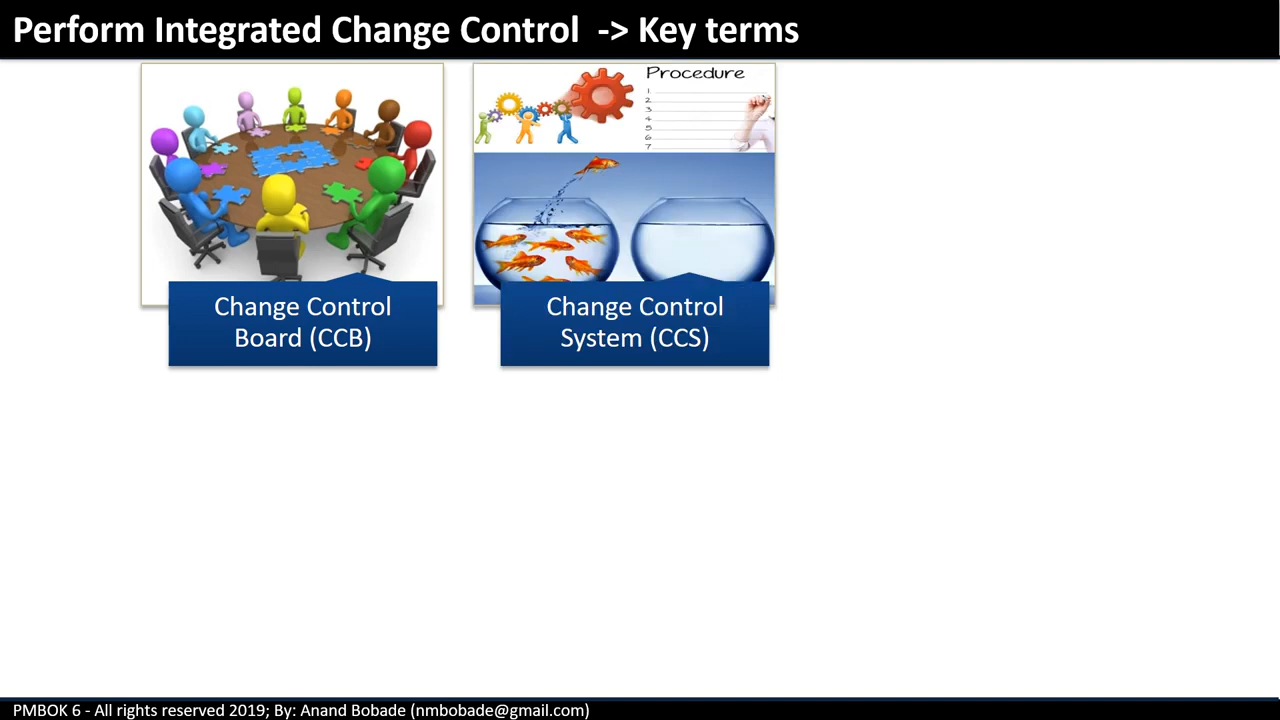 Perform Integrated Change Control -> Key terms
Procedure
1
2
3
4
5
6
7
Change Control
Board (CCB)
Change Control
System (CCS)
PMBOK 6 - All rights reserved 2019; By: Anand Bobade (nmbobade@gmail.com)